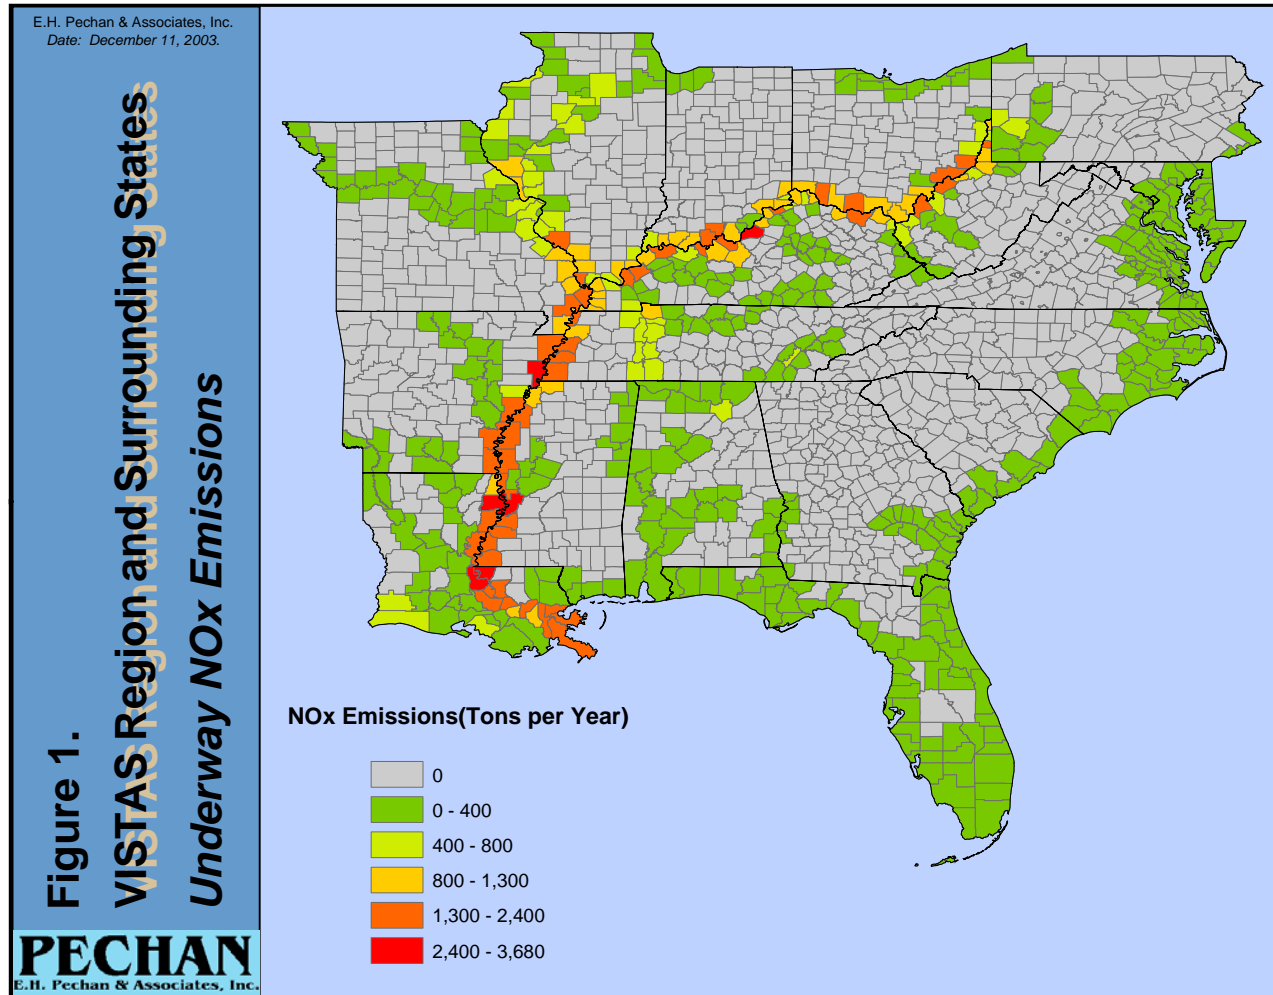 E.H. Pechan & Associates, Inc.
Date: December 11, 2003.
Figure 1.
VISTAS Region and Surrounding States
Underway NOx Emissions
PECHAN
E.H. Pechan & Associates, Inc.
NOx Emissions(Tons per Year)
0
0 - 400
400 - 800
800 - 1,300
1,300 - 2,400
2,400 - 3,680